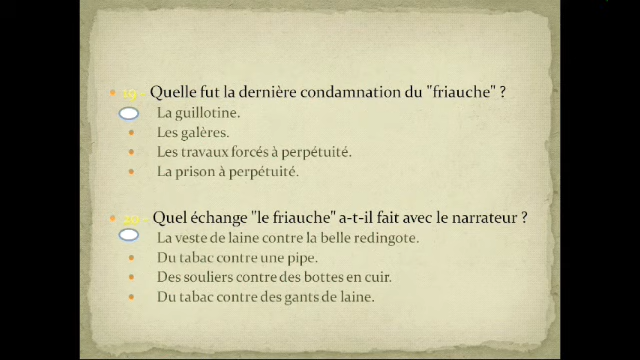 19- Quelle fut la dernière condamnation du "friauche" ?
La guillotine.
Les galères.
Les travaux forcés à perpétuité.
La prison à perpétuité.
20- Quel échange "le friauche" a-t-il fait avec le narrateur ?
La veste de laine contre la belle redingote.
Du tabac contre une pipe.
Des souliers contre des bottes en cuir.
Du tabac contre des gants de laine.